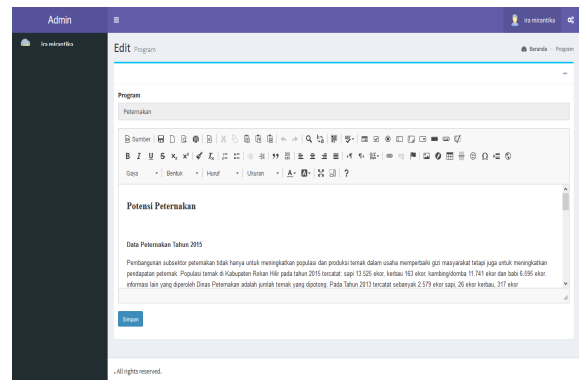 Admin
ira mirantika
ira mirantika
Edit Program
Beranda - Program
Program
Peternakan
Sumber
B I U S x₂ x² Iₓ
Gaya Bentuk Huruf Ukuran A A ?
Potensi Peternakan
Data Peternakan Tahun 2015
Pembangunan subsektor peternakan tidak hanya untuk meningkatkan populasi dan produksi ternak dalam usaha memperbaiki gizi masyarakat tetapi juga untuk meningkatkan
pendapatan peternak. Populasi ternak di Kabupaten Rokan Hilir pada tahun 2015 tercatat: sapi 13.525 ekor, kerbau 163 ekor, kambing/domba 11.741 ekor dan babi 6.595 ekor.
informasi lain yang diperoleh Dinas Peternakan adalah jumlah ternak yang dipotong. Pada Tahun 2013 tercatat sebanyak 2.579 ekor sapi, 26 ekor kerbau, 317 ekor
Simpan
All rights reserved.